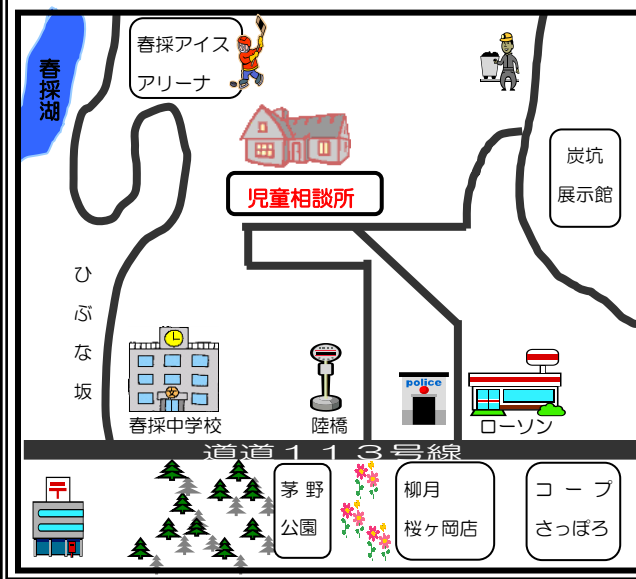 春採アイス
アリーナ
春採湖
炭坑
展示館
児童相談所
ひぶな坂
police
春採中学校
陸橋
ローソン
道道113号線
〒
茅野
公園
柳月
桜ヶ岡店
コープ
さっぽろ